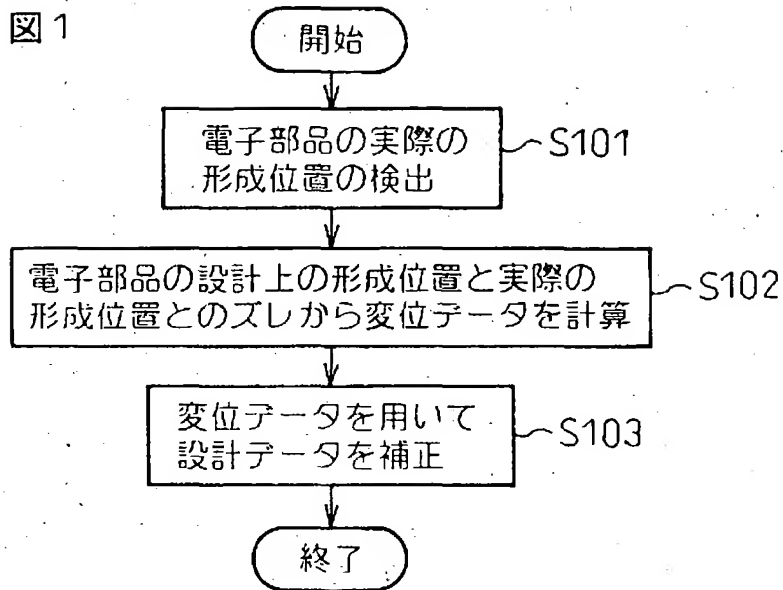 図1
開始
電子部品の実際の
形成位置の検出
S101
電子部品の設計上の形成位置と実際の
形成位置とのズレから変位データを計算
S102
変位データを用いて
設計データを補正
S103
終了